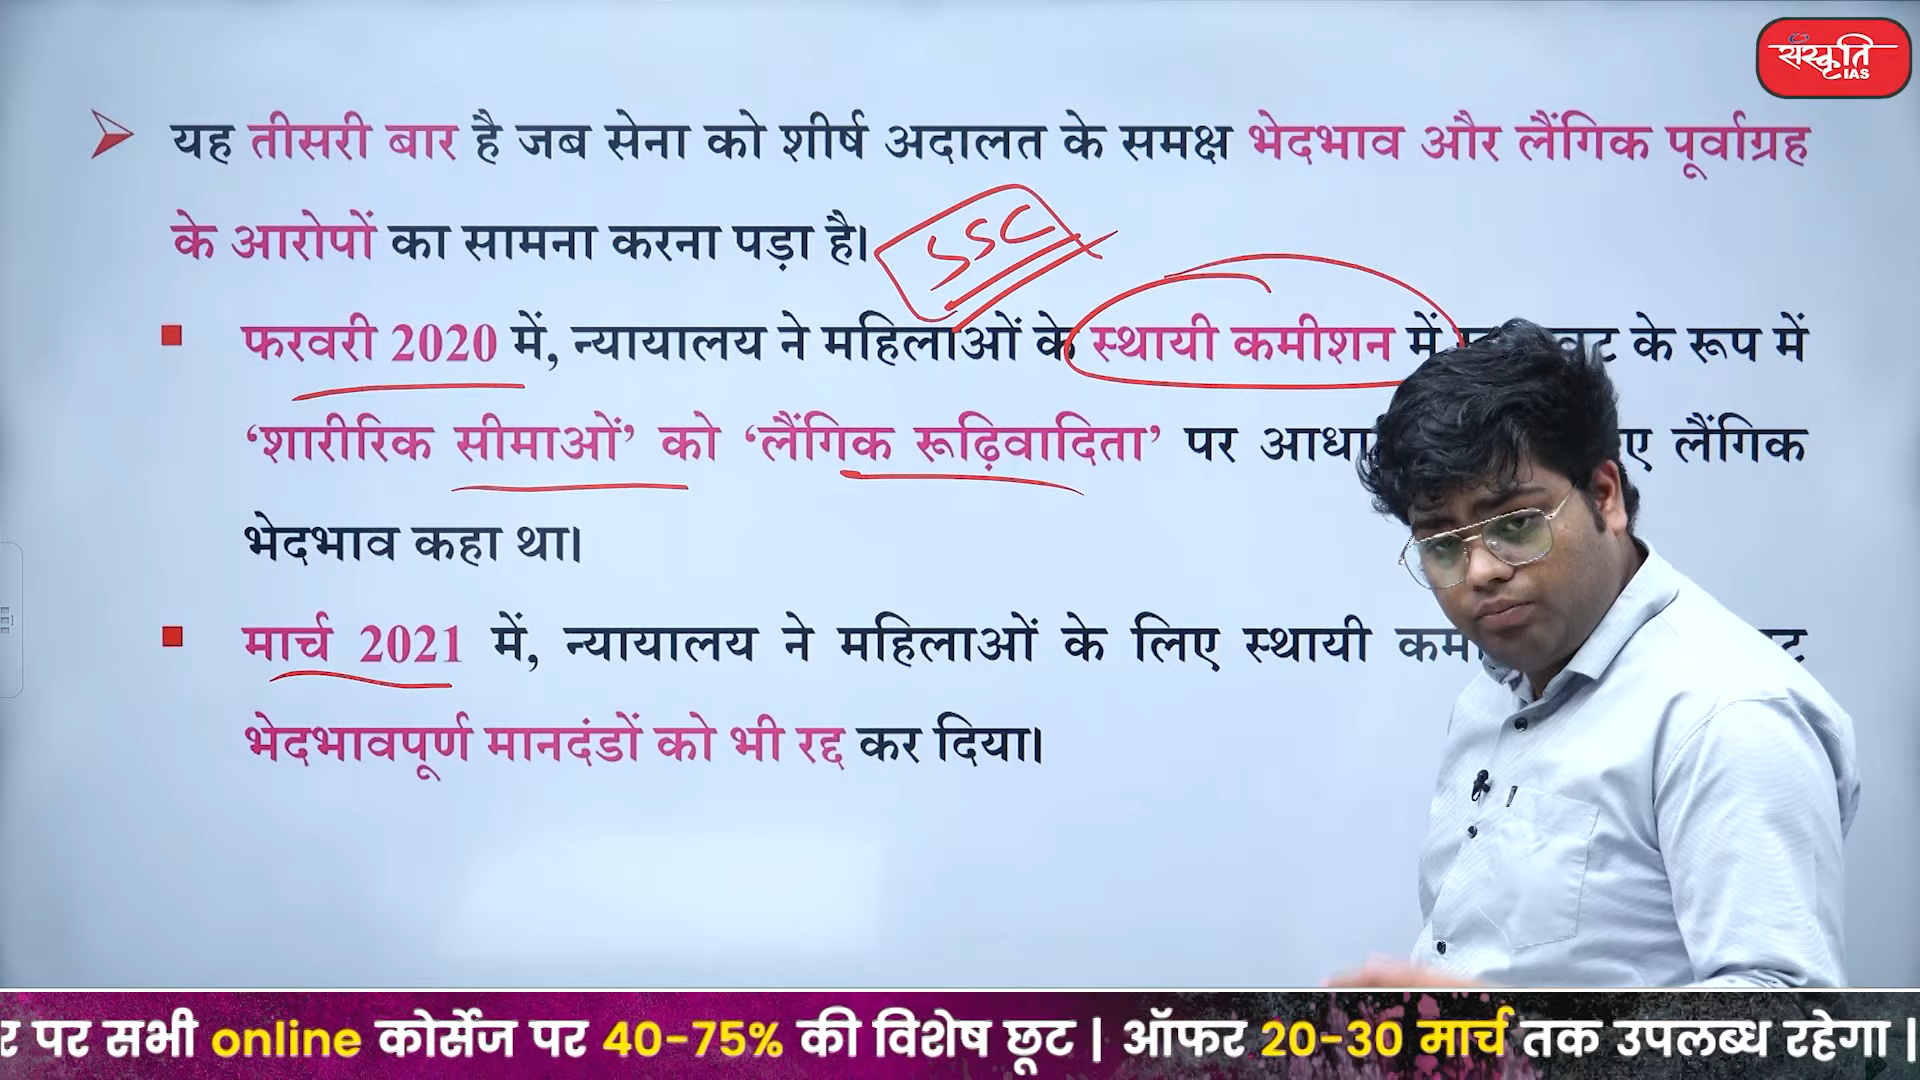 संस्कृति
IAS
यह तीसरी बार है जब सेना को शीर्ष अदालत के समक्ष भेदभाव और लैंगिक पूर्वाग्रह
के आरोपों का सामना करना पड़ा है।
SSC
फरवरी 2020 में, न्यायालय ने महिलाओं के स्थायी कमीशन में के रूप में
‘शारीरिक सीमाओं’ को ‘लैंगिक रूढ़िवादिता’ पर लैंगिक
भेदभाव कहा था।
मार्च 2021 में, न्यायालय ने महिलाओं के लिए स्थायी
भेदभावपूर्ण मानदंडों को भी रद्द कर दिया।
पर सभी online कोर्सेज पर 40-75% की विशेष छूट | ऑफर 20-30 मार्च तक उपलब्ध रहेगा |